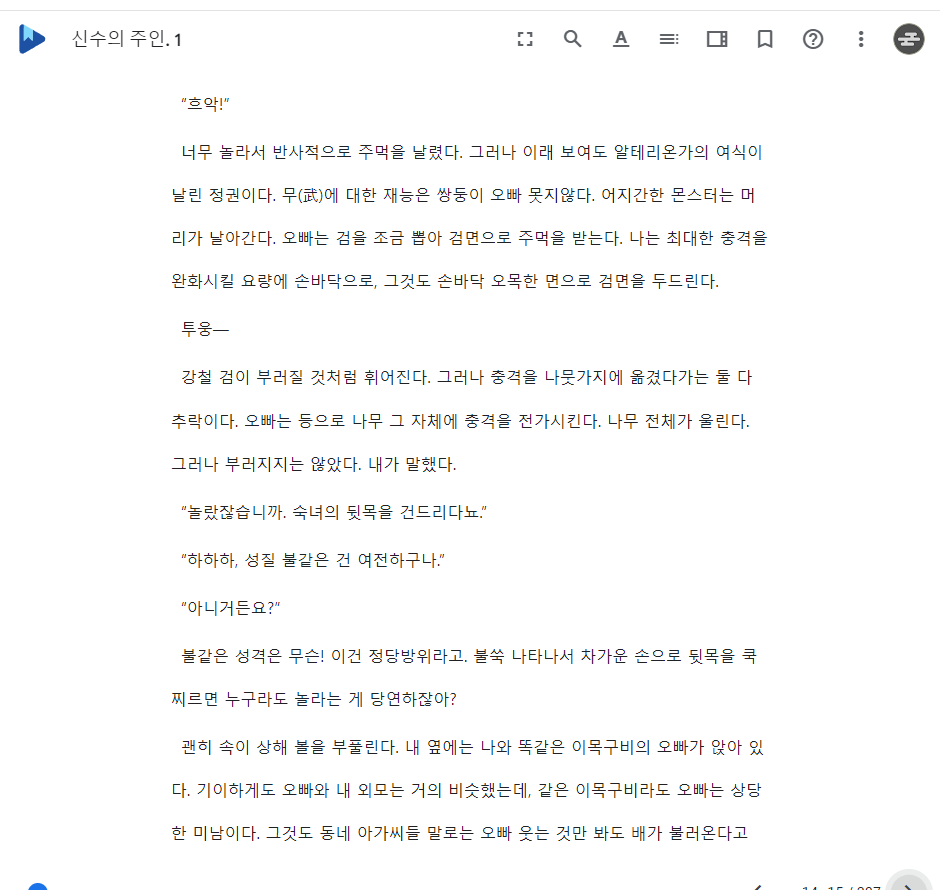 신수의 주인. 1
“흐악!”
너무 놀라서 반사적으로 주먹을 날렸다. 그러나 이래 보여도 알테리온가의 여식이
날린 정권이다. 무(武)에 대한 재능은 쌍둥이 오빠 못지않다. 어지간한 몬스터는 머
리가 날아간다. 오빠는 검을 조금 뽑아 검면으로 주먹을 받는다. 나는 최대한 충격을
완화시킬 요량에 손바닥으로, 그것도 손바닥 오목한 면으로 검면을 두드린다.
투웅―
강철 검이 부러질 것처럼 휘어진다. 그러나 충격을 나뭇가지에 옮겼다가는 둘 다
추락이다. 오빠는 등으로 나무 그 자체에 충격을 전가시킨다. 나무 전체가 울린다.
그러나 부러지지는 않았다. 내가 말했다.
“놀랐잖습니까. 숙녀의 뒷목을 건드리다뇨.”
“하하하, 성질 불같은 건 여전하구나.”
“아니거든요?”
불같은 성격은 무슨! 이건 정당방위라고. 불쑥 나타나서 차가운 손으로 뒷목을 쿡
찌르면 누구라도 놀라는 게 당연하잖아?
괜히 속이 상해 볼을 부풀린다. 내 옆에는 나와 똑같은 이목구비의 오빠가 앉아 있
다. 기이하게도 오빠와 내 외모는 거의 비슷했는데, 같은 이목구비라도 오빠는 상당
한 미남이다. 그것도 동네 아가씨들 말로는 오빠 웃는 것만 봐도 배가 불러온다고